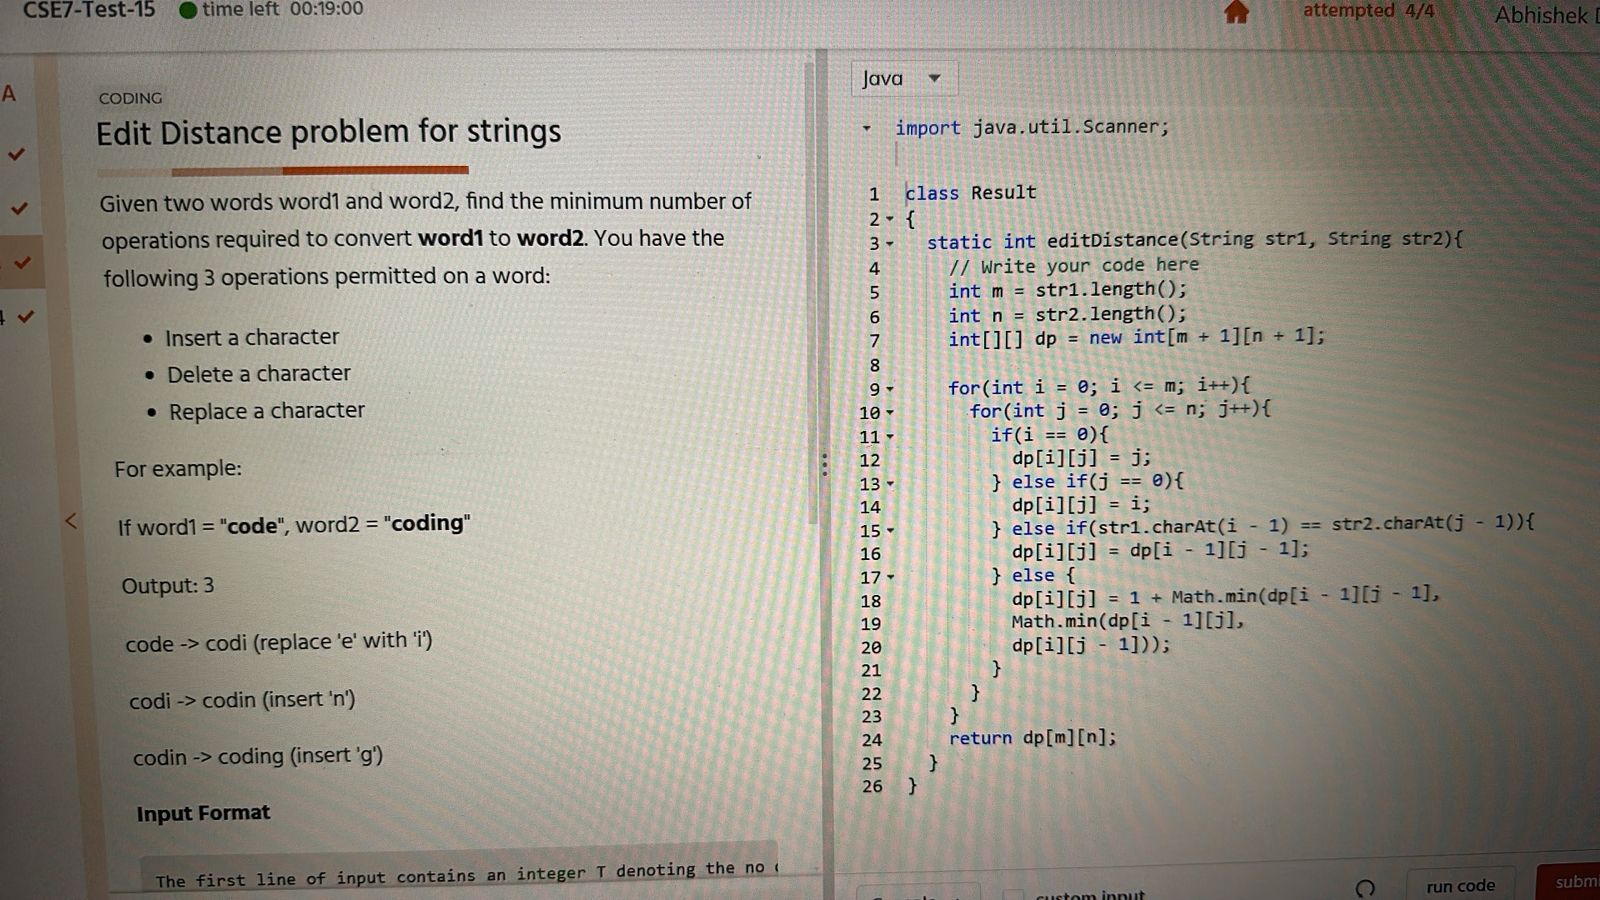 CSE7-Test-15 time left 00:19:00 attempted 4/4 Abhishek
A
CODING
Edit Distance problem for strings
Given two words word1 and word2, find the minimum number of
operations required to convert word1 to word2. You have the
following 3 operations permitted on a word:
• Insert a character
• Delete a character
• Replace a character
For example:
If word1 = "code", word2 = "coding"
Output: 3
code -> codi (replace 'e' with 'i')
codi -> codin (insert 'n')
codin -> coding (insert 'g')
Input Format
The first line of input contains an integer T denoting the no
Java
import java.util.Scanner;
1 class Result
2 {
3 static int editDistance(String str1, String str2){
4 // Write your code here
5 int m = str1.length();
6 int n = str2.length();
7 int[][] dp = new int[m + 1][n + 1];
8
9 for(int i = 0; i <= m; i++){
10 for(int j = 0; j <= n; j++){
11 if(i == 0){
12 dp[i][j] = j;
13 } else if(j == 0){
14 dp[i][j] = i;
15 } else if(str1.charAt(i - 1) == str2.charAt(j - 1)){
16 dp[i][j] = dp[i - 1][j - 1];
17 } else {
18 dp[i][j] = 1 + Math.min(dp[i - 1][j - 1],
19 Math.min(dp[i - 1][j],
20 dp[i][j - 1]));
21 }
22 }
23 }
24 return dp[m][n];
25 }
26 }
custom input run code submi